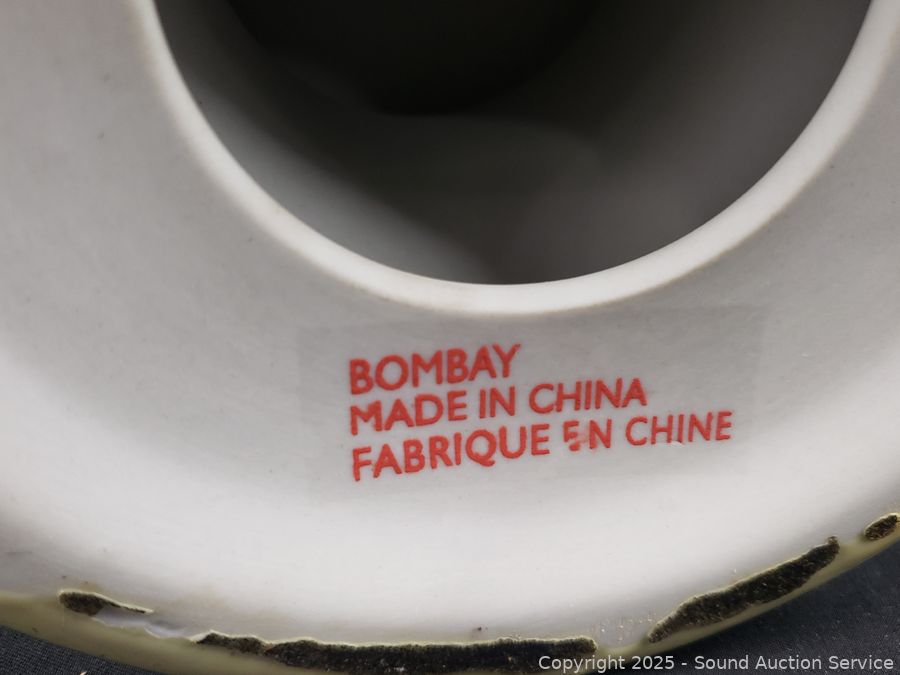 BOMBAY
MADE IN CHINA
FABRIQUE EN CHINE
Copyright 2025 - Sound Auction Service